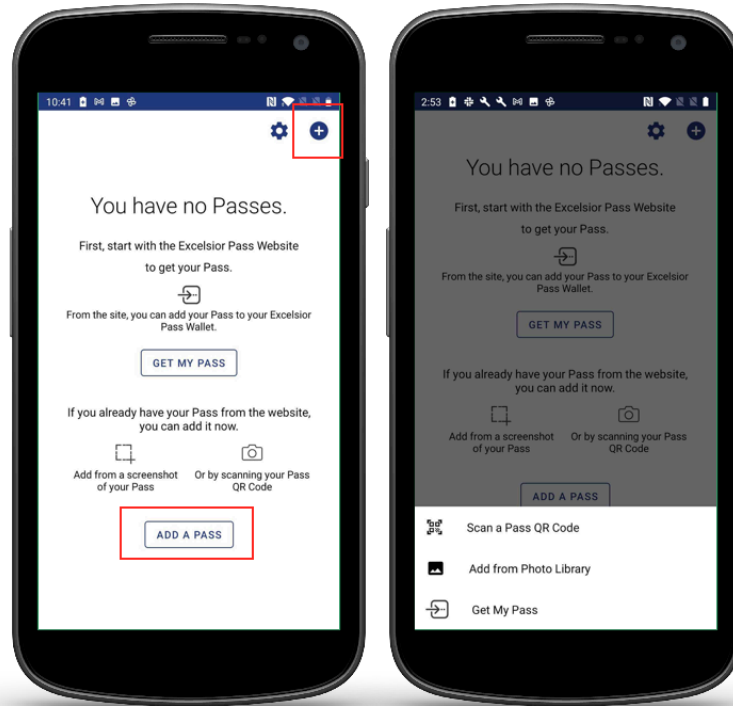 10:41
You have no Passes.
First, start with the Excelsior Pass Website
to get your Pass.
From the site, you can add your Pass to your Excelsior
Pass Wallet.
GET MY PASS
If you already have your Pass from the website,
you can add it now.
Add from a screenshot
of your Pass
Or by scanning your Pass
QR Code
ADD A PASS
2:53
You have no Passes.
First, start with the Excelsior Pass Website
to get your Pass.
From the site, you can add your Pass to your Excelsior
Pass Wallet.
GET MY PASS
If you already have your Pass from the website,
you can add it now.
Add from a screenshot
of your Pass
Or by scanning your Pass
QR Code
ADD A PASS
Scan a Pass QR Code
Add from Photo Library
Get My Pass